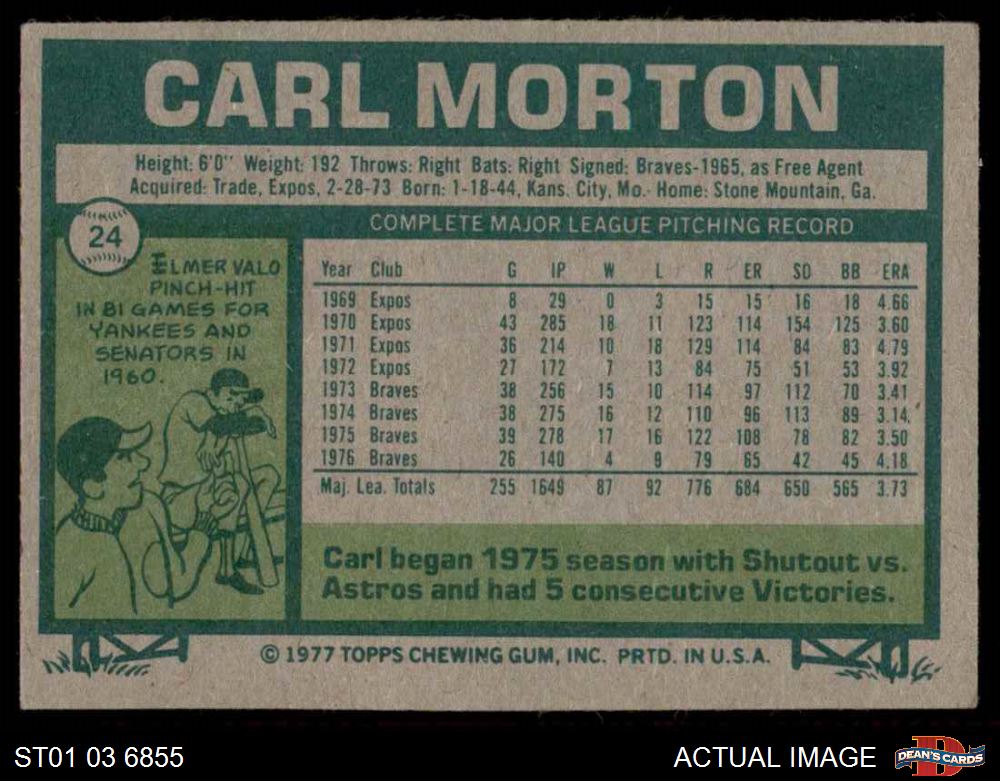 CARL MORTON
Height: 6'0" Weight: 192 Throws: Right Bats: Right Signed: Braves-1965, as Free Agent
Acquired: Trade, Expos, 2-28-73 Born: 1-18-44, Kans. City, Mo. Home: Stone Mountain, Ga.
24
ELMER VALO
PINCH-HIT
IN 81 GAMES FOR
YANKEES AND
SENATORS IN
1960.
COMPLETE MAJOR LEAGUE PITCHING RECORD
Year Club G IP W L R ER SO BB ERA
1969 Expos 8 29 0 3 15 15 16 18 4.66
1970 Expos 43 285 18 11 123 114 154 125 3.60
1971 Expos 36 214 10 18 129 114 84 83 4.79
1972 Expos 27 172 7 13 84 75 51 53 3.92
1973 Braves 38 256 15 10 114 97 112 70 3.41
1974 Braves 38 275 16 12 110 96 113 89 3.14
1975 Braves 39 278 17 16 122 108 78 82 3.50
1976 Braves 26 140 4 9 79 65 42 45 4.18
Maj. Lea. Totals 255 1649 87 92 776 684 650 565 3.73
Carl began 1975 season with Shutout vs.
Astros and had 5 consecutive Victories.
© 1977 TOPPS CHEWING GUM, INC. PRTD. IN U.S.A.
ST01 03 6855
ACTUAL IMAGE
DEAN'S CARDS